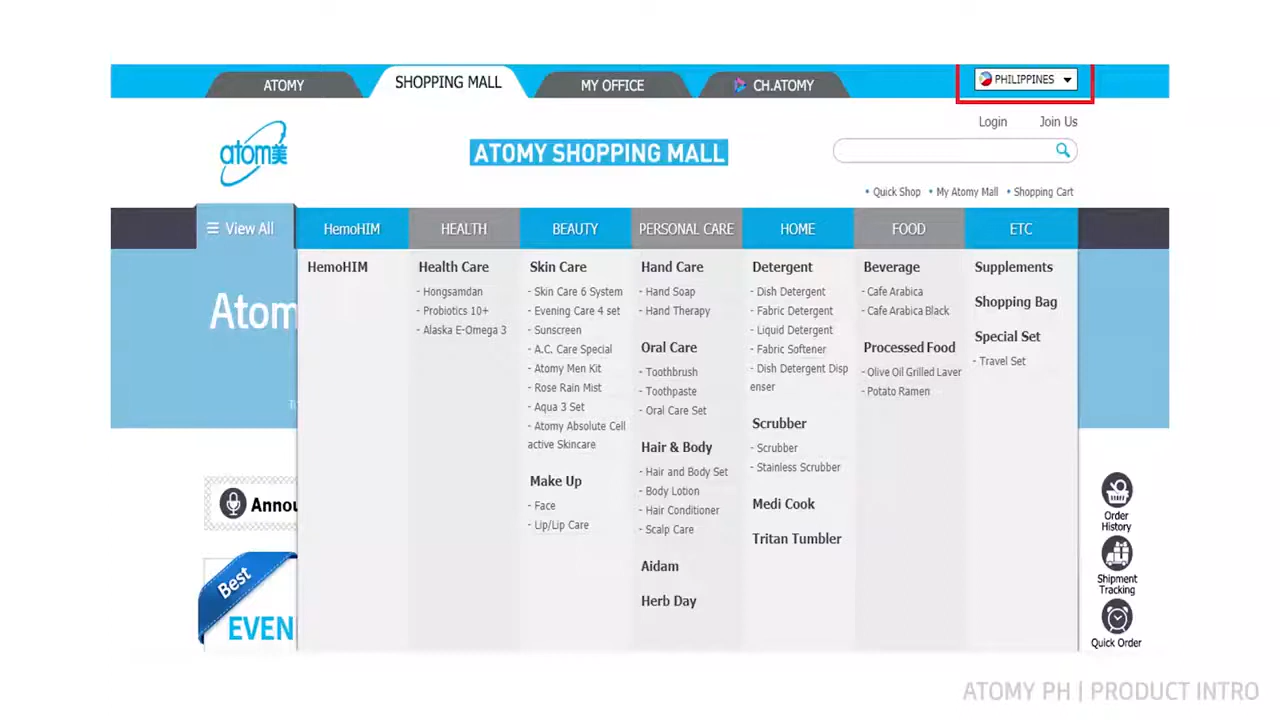 ATOMY
SHOPPING MALL
MY OFFICE
CH.ATOMY
PHILIPPINES
Login
Join Us
atom美
ATOMY SHOPPING MALL
• Quick Shop • My Atomy Mall • Shopping Cart
View All
HemoHIM
HEALTH
BEAUTY
PERSONAL CARE
HOME
FOOD
ETC
Atom
HemoHIM
Health Care
- Hongsamdan
- Probiotics 10+
- Alaska E-Omega 3
Skin Care
- Skin Care 6 System
- Evening Care 4 set
- Sunscreen
- A.C. Care Special
- Atomy Men Kit
- Rose Rain Mist
- Aqua 3 Set
- Atomy Absolute Cell
active Skincare
Make Up
- Face
- Lip/Lip Care
Hand Care
- Hand Soap
- Hand Therapy
Oral Care
- Toothbrush
- Toothpaste
- Oral Care Set
Hair & Body
- Hair and Body Set
- Body Lotion
- Hair Conditioner
- Scalp Care
Aidam
Herb Day
Detergent
- Dish Detergent
- Fabric Detergent
- Liquid Detergent
- Fabric Softener
- Dish Detergent Disp
enser
Scrubber
- Scrubber
- Stainless Scrubber
Medi Cook
Tritan Tumbler
Beverage
- Cafe Arabica
- Cafe Arabica Black
Processed Food
- Olive Oil Grilled Laver
- Potato Ramen
Supplements
Shopping Bag
Special Set
- Travel Set
Annou
Best
EVEN
Order
History
Shipment
Tracking
Quick Order
ATOMY PH | PRODUCT INTRO